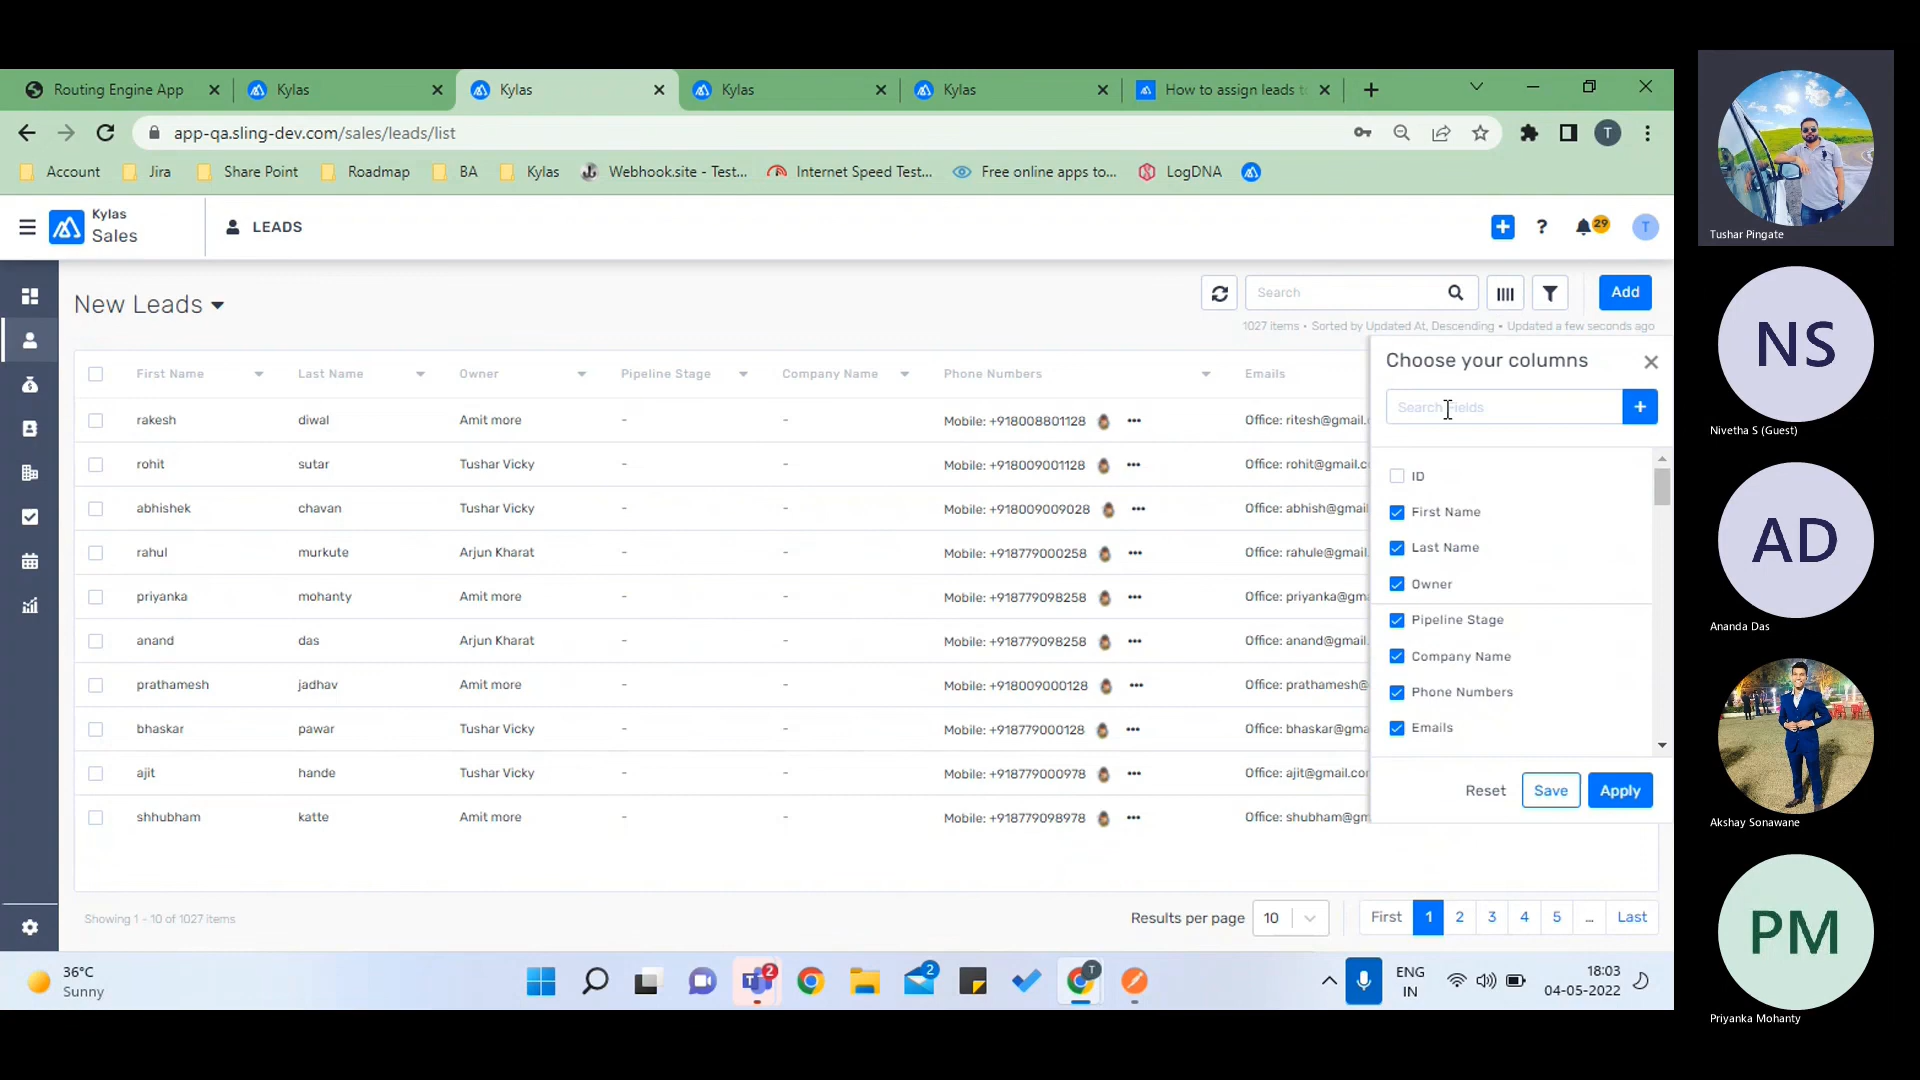 Routing Engine App
Kylas
Kylas
Kylas
Kylas
How to assign leads to
app-qa.sling-dev.com/sales/leads/list
T
Account
Jira
Share Point
Roadmap
BA
Kylas
Webhook.site - Test...
Internet Speed Test...
Free online apps to...
LogDNA
Kylas
Sales
LEADS
29
T
New Leads
Search
Add
1027 items • Sorted by Updated At, Descending • Updated a few seconds ago
First Name Last Name Owner Pipeline Stage Company Name Phone Numbers Emails
rakesh diwal Amit more - - Mobile: +918008801128 ••• Office: ritesh@gmail.
rohit sutar Tushar Vicky - - Mobile: +918009001128 ••• Office: rohit@gmail.c
abhishek chavan Tushar Vicky - - Mobile: +918009009028 ••• Office: abhish@gmail
rahul murkute Arjun Kharat - - Mobile: +918779000258 ••• Office: rahule@gmail.
priyanka mohanty Amit more - - Mobile: +918779098258 ••• Office: priyanka@gma
anand das Arjun Kharat - - Mobile: +918779098258 ••• Office: anand@gmail.
prathamesh jadhav Amit more - - Mobile: +918009000128 ••• Office: prathamesh@
bhaskar pawar Tushar Vicky - - Mobile: +918779000128 ••• Office: bhaskar@gma
ajit hande Tushar Vicky - - Mobile: +918779000978 ••• Office: ajit@gmail.co
shhubham katte Amit more - - Mobile: +918779098978 ••• Office: shubham@gm
Choose your columns
Search Fields
+
ID
First Name
Last Name
Owner
Pipeline Stage
Company Name
Phone Numbers
Emails
Reset Save Apply
Showing 1 - 10 of 1027 items
Results per page 10
First 1 2 3 4 5 ... Last
36°C
Sunny
2
2
T
ENG
IN
18:03
04-05-2022
Tushar Pingate
NS
Nivetha S (Guest)
AD
Ananda Das
Akshay Sonawane
PM
Priyanka Mohanty